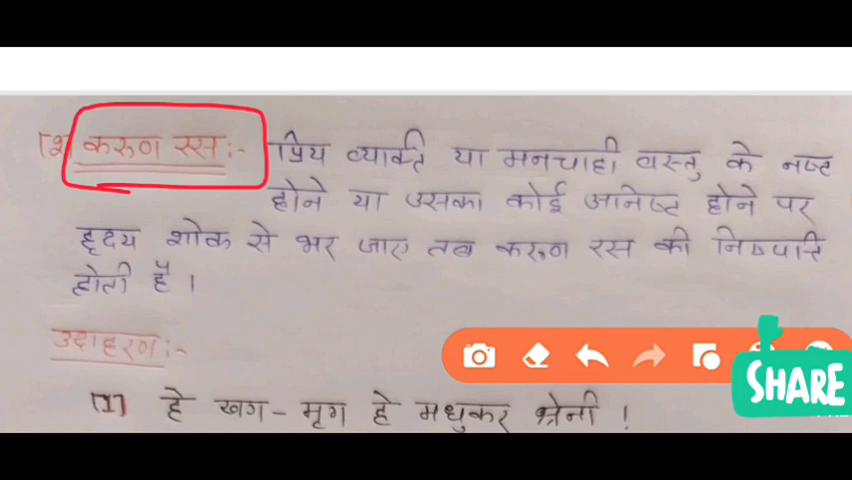 [3] करुण रस:- प्रिय व्यक्ति या मनचाही वस्तु के नष्ट
होने या उसका कोई अनिष्ट होने पर
हृदय शोक से भर जाए तब करुण रस की निष्पत्ति
होती है ।
उदाहरण:-
[1] हे खग - मृग हे मधुकर श्रेनी !
SHARE